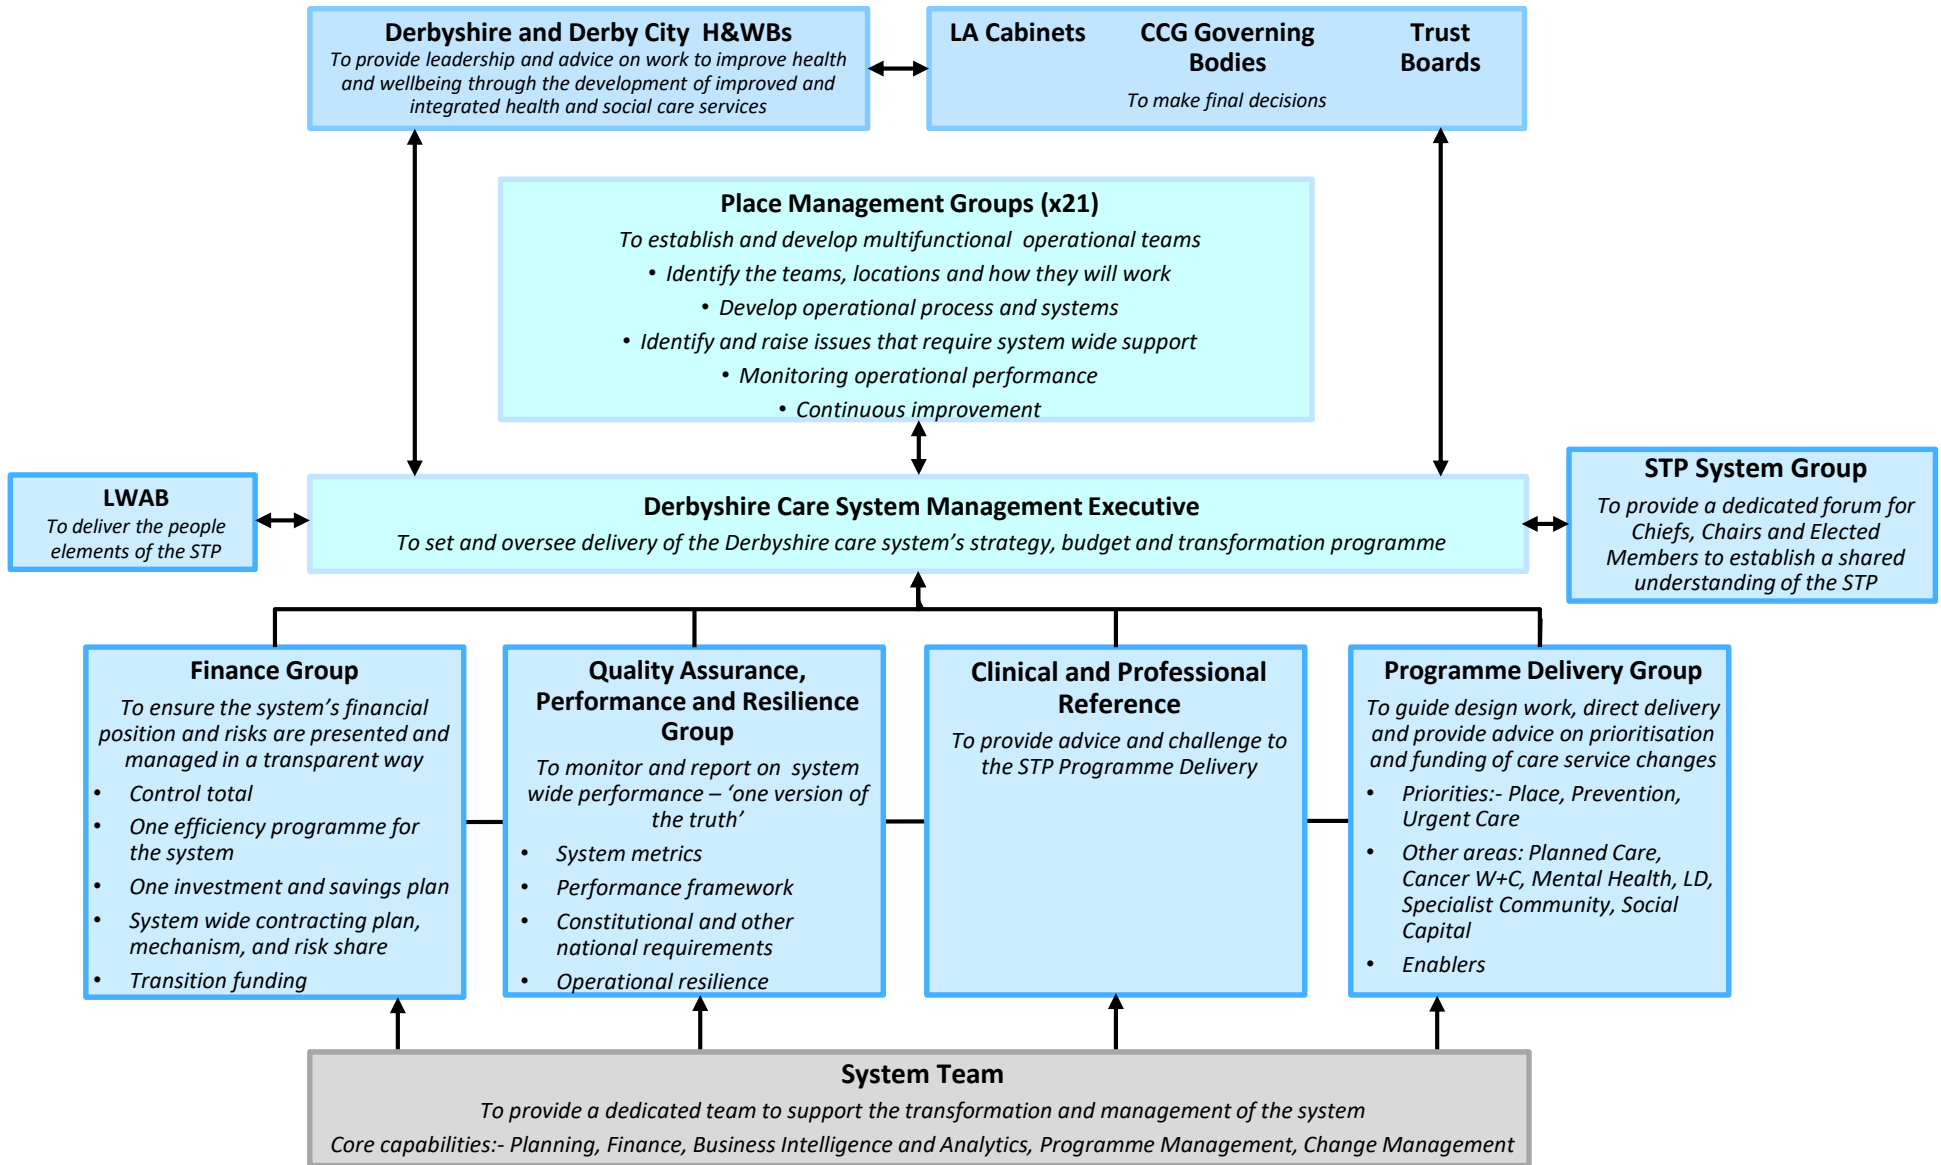 Derbyshire and Derby City H&WBs
To provide leadership and advice on work to improve health
and wellbeing through the development of improved and
integrated health and social care services
LA Cabinets
CCG Governing
Bodies
Trust
Boards
To make final decisions
Place Management Groups (x21)
To establish and develop multifunctional operational teams
• Identify the teams, locations and how they will work
• Develop operational process and systems
• Identify and raise issues that require system wide support
• Monitoring operational performance
• Continuous improvement
LWAB
To deliver the people
elements of the STP
Derbyshire Care System Management Executive
To set and oversee delivery of the Derbyshire care system's strategy, budget and transformation programme
STP System Group
To provide a dedicated forum for
Chiefs, Chairs and Elected
Members to establish a shared
understanding of the STP
Finance Group
To ensure the system's financial
position and risks are presented and
managed in a transparent way
• Control total
• One efficiency programme for
the system
• One investment and savings plan
• System wide contracting plan,
mechanism, and risk share
• Transition funding
Quality Assurance,
Performance and Resilience
Group
To monitor and report on system
wide performance – 'one version of
the truth'
• System metrics
• Performance framework
• Constitutional and other
national requirements
• Operational resilience
Clinical and Professional
Reference
To provide advice and challenge to
the STP Programme Delivery
Programme Delivery Group
To guide design work, direct delivery
and provide advice on prioritisation
and funding of care service changes
• Priorities:- Place, Prevention,
Urgent Care
• Other areas: Planned Care,
Cancer W+C, Mental Health, LD,
Specialist Community, Social
Capital
• Enablers
System Team
To provide a dedicated team to support the transformation and management of the system
Core capabilities:- Planning, Finance, Business Intelligence and Analytics, Programme Management, Change Management